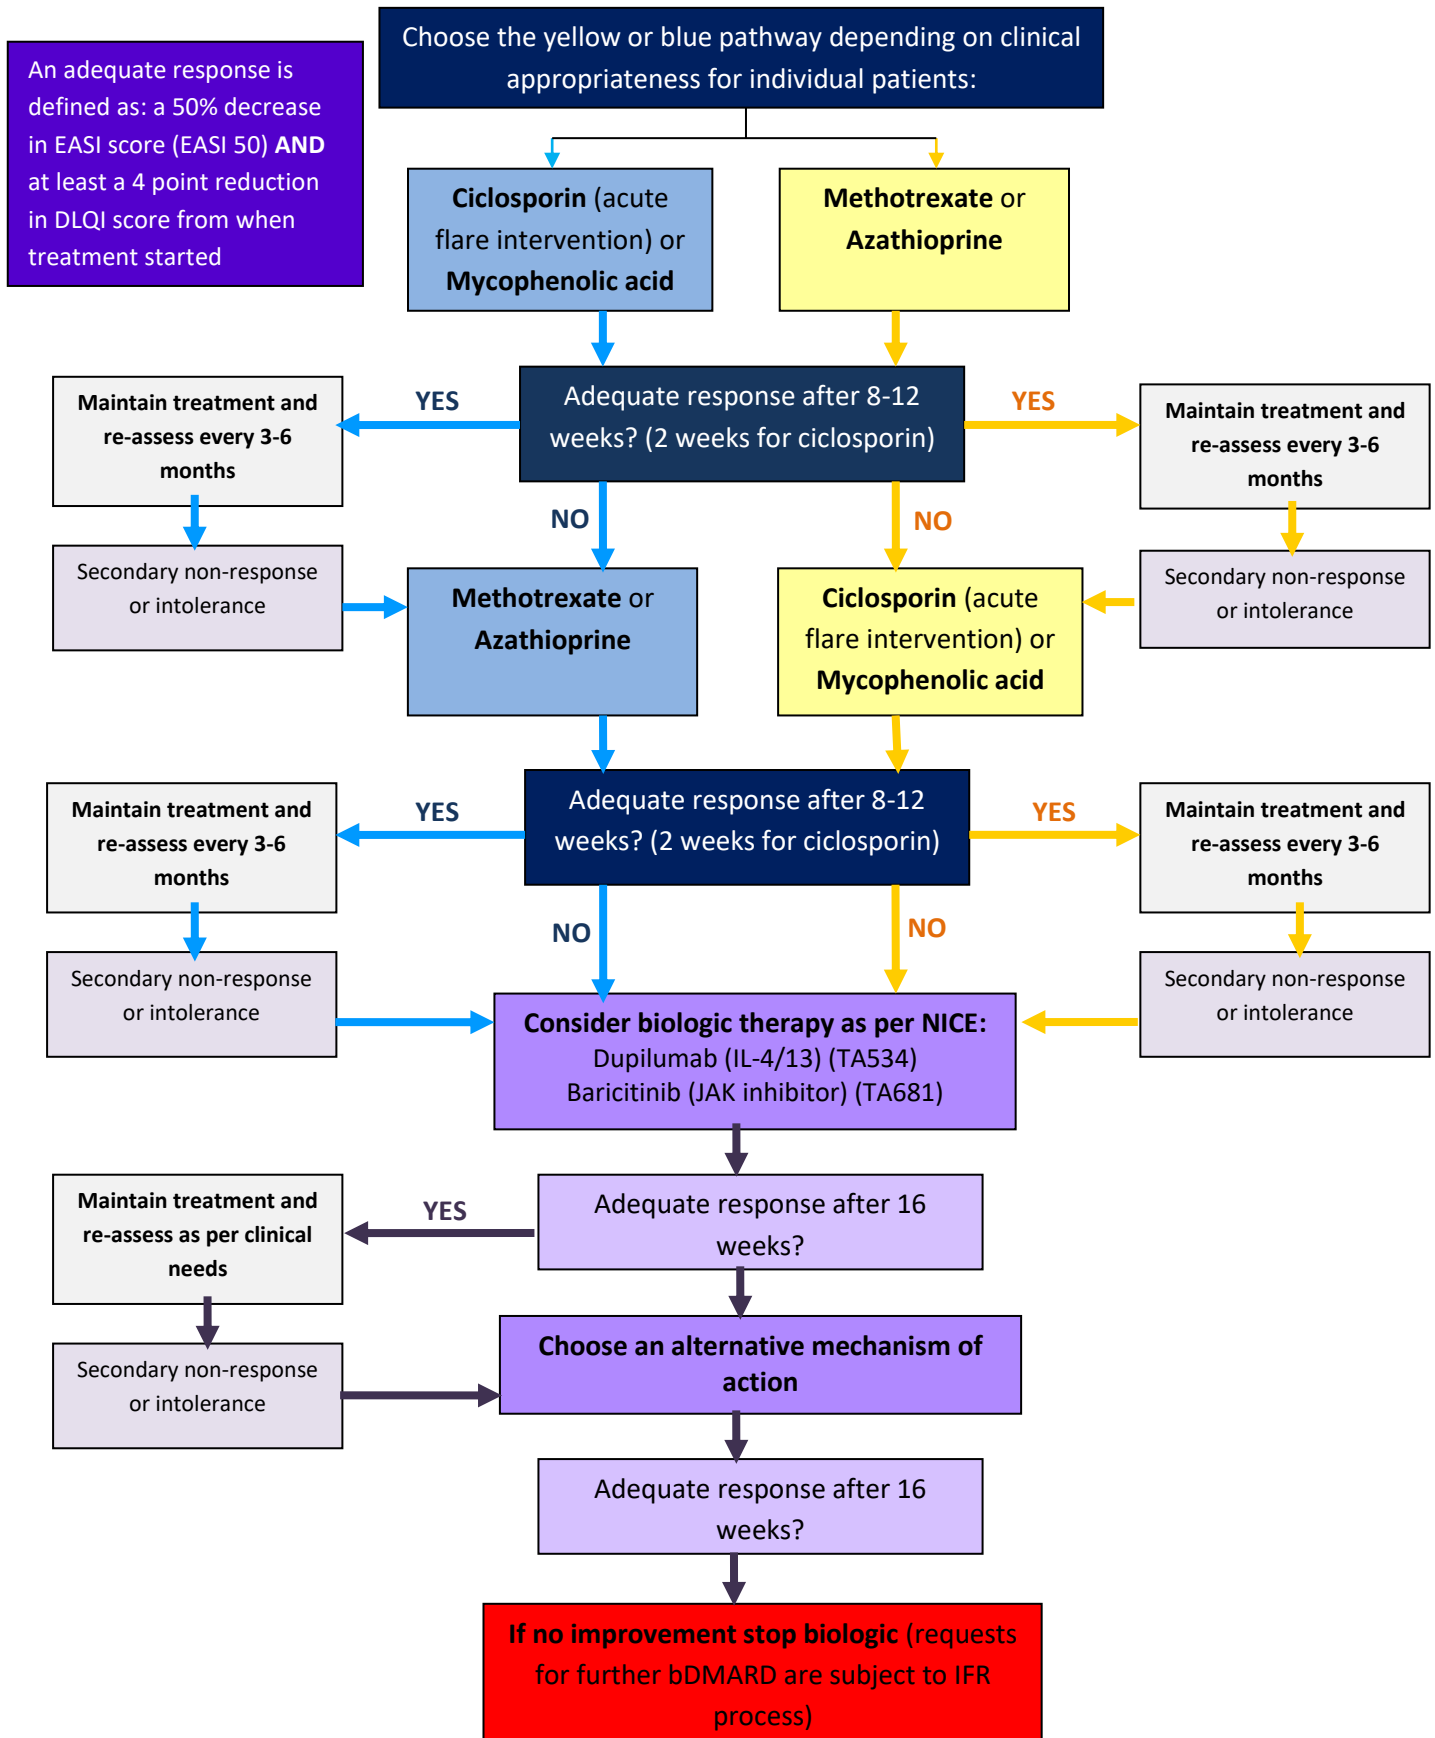 Choose the yellow or blue pathway depending on clinical
appropriateness for individual patients:
An adequate response is
defined as: a 50% decrease
in EASI score (EASI 50) AND
at least a 4 point reduction
in DLQI score from when
treatment started
Ciclosporin (acute
flare intervention) or
Mycophenolic acid
Methotrexate or
Azathioprine
Adequate response after 8-12
weeks? (2 weeks for ciclosporin)
YES
YES
Maintain treatment and
re-assess every 3-6
months
Maintain treatment and
re-assess every 3-6
months
NO
NO
Secondary non-response
or intolerance
Methotrexate or
Azathioprine
Ciclosporin (acute
flare intervention) or
Mycophenolic acid
Secondary non-response
or intolerance
Adequate response after 8-12
weeks? (2 weeks for ciclosporin)
YES
YES
Maintain treatment and
re-assess every 3-6
months
Maintain treatment and
re-assess every 3-6
months
NO
NO
Secondary non-response
or intolerance
Secondary non-response
or intolerance
Consider biologic therapy as per NICE:
Dupilumab (IL-4/13) (TA534)
Baricitinib (JAK inhibitor) (TA681)
Adequate response after 16
weeks?
YES
Maintain treatment and
re-assess as per clinical
needs
Choose an alternative mechanism of
action
Secondary non-response
or intolerance
Adequate response after 16
weeks?
If no improvement stop biologic (requests
for further bDMARD are subject to IFR
process)